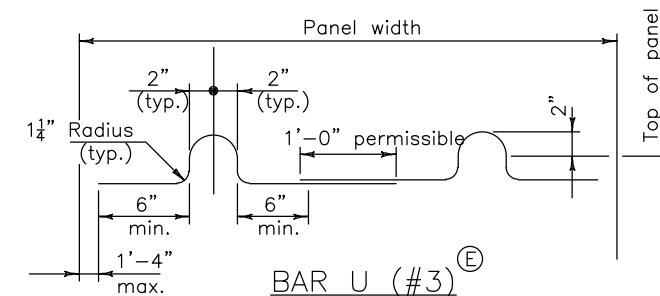 Panel width
Top of panel
2" 2"
(typ.) (typ.)
1¼" Radius
(typ.)
1'-0" permissible
2"
6" 6"
min. min.
1'-4"
max.
BAR U (#3) E